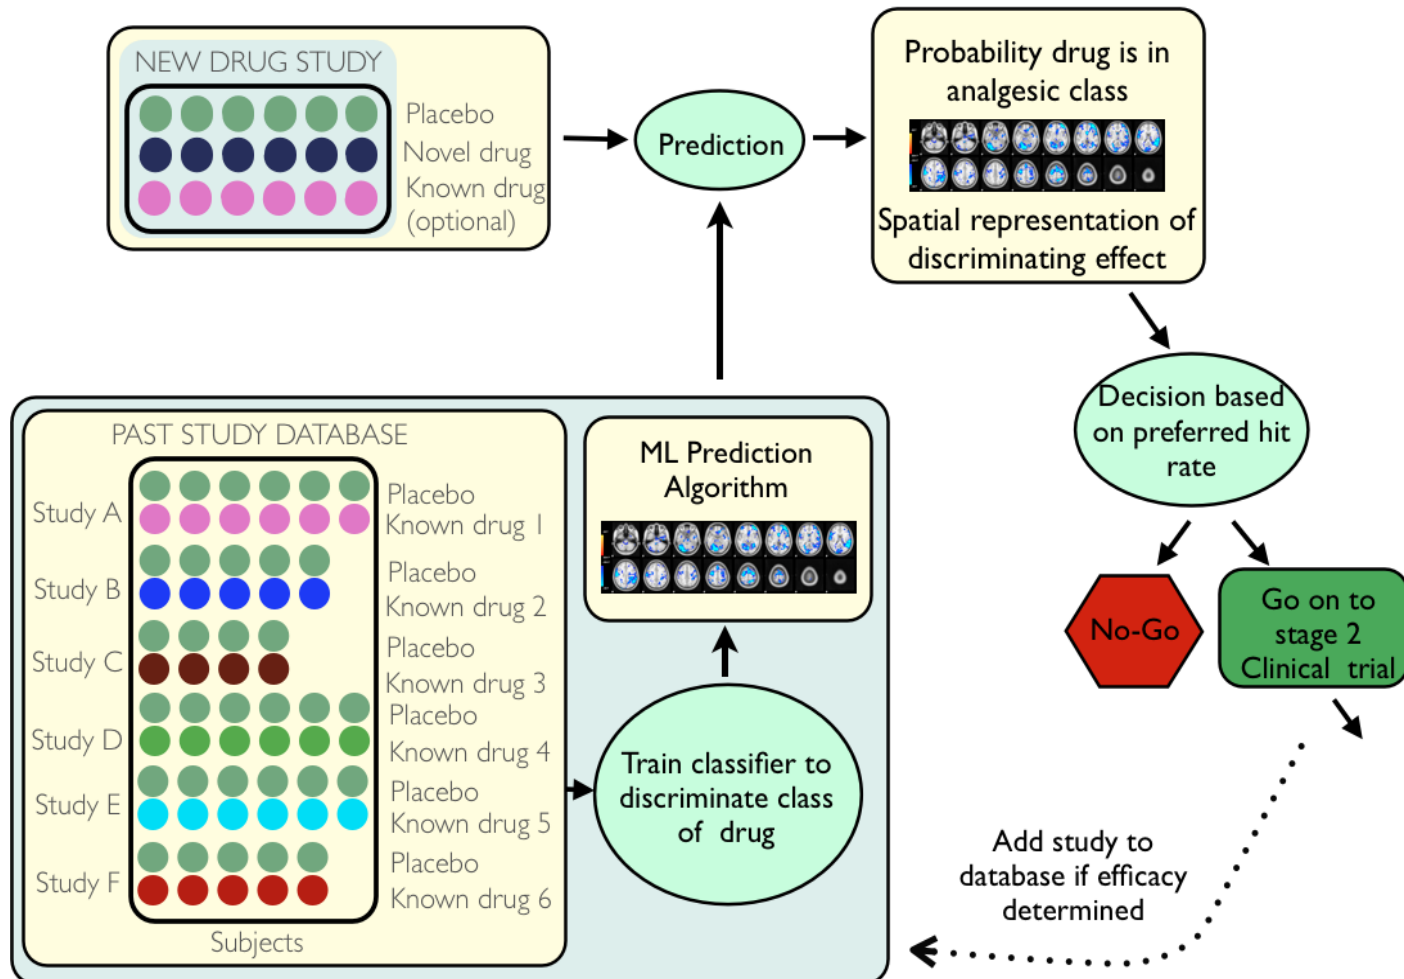 NEW DRUG STUDY
Placebo
Novel drug
Known drug
(optional)
Prediction
Probability drug is in
analgesic class
Spatial representation of
discriminating effect
Decision based
on preferred hit
rate
No-Go
Go on to
stage 2
Clinical trial
Add study to
database if efficacy
determined
PAST STUDY DATABASE
Study A
Placebo
Known drug 1
Study B
Placebo
Known drug 2
Study C
Placebo
Known drug 3
Study D
Placebo
Known drug 4
Study E
Placebo
Known drug 5
Study F
Placebo
Known drug 6
Subjects
ML Prediction
Algorithm
Train classifier to
discriminate class
of drug